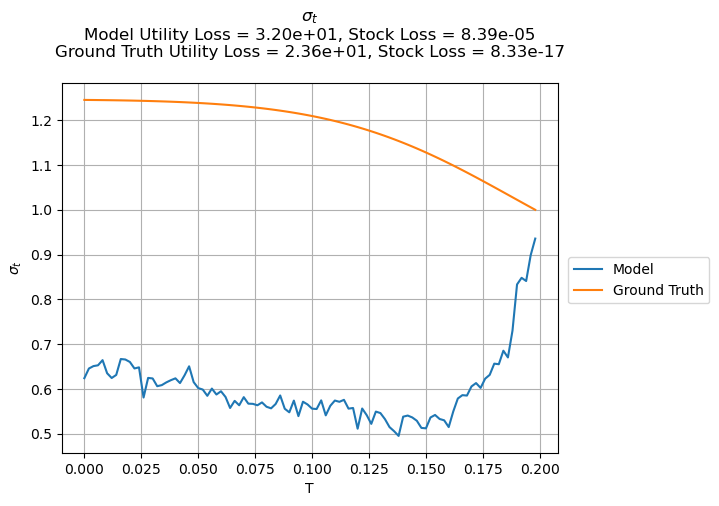 σt
Model Utility Loss = 3.20e+01, Stock Loss = 8.39e-05
Ground Truth Utility Loss = 2.36e+01, Stock Loss = 8.33e-17
1.2
1.1
1.0
0.9
0.8
0.7
0.6
0.5
σt
0.000 0.025 0.050 0.075 0.100 0.125 0.150 0.175 0.200
T
Model
Ground Truth